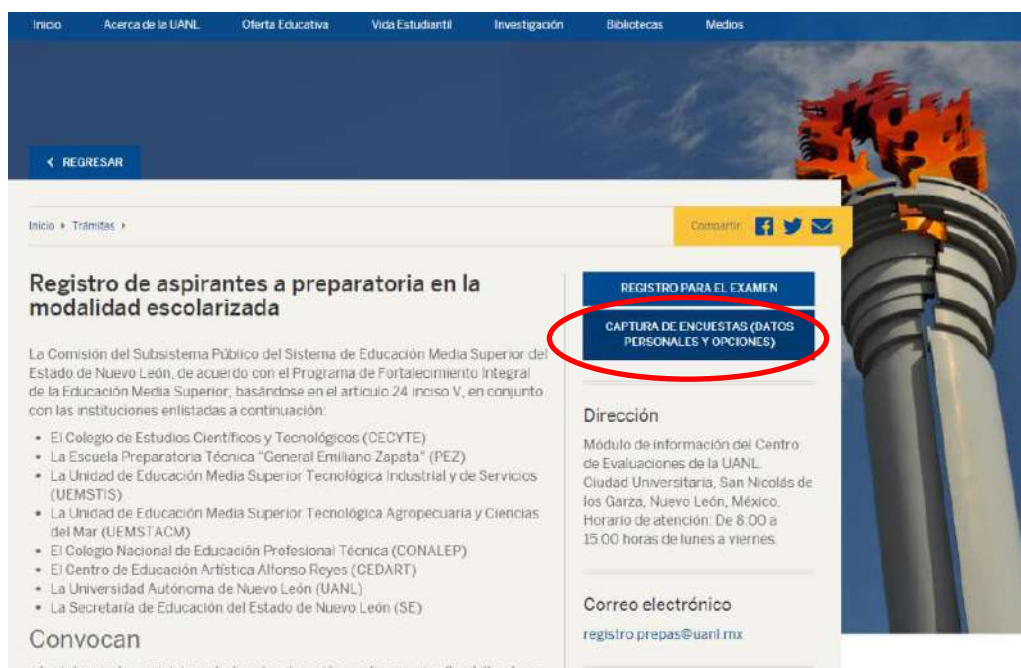 Inicio Acerca de la UANL Oferta Educativa Vida Estudiantil Investigación Bibliotecas Medios
REGRESAR
Inicio Trámites
Compartir
Registro de aspirantes a preparatoria en la
modalidad escolarizada
La Comisión del Subsistema Público del Sistema de Educación Media Superior del
Estado de Nuevo León, de acuerdo con el Programa de Fortalecimiento Integral
de la Educación Media Superior, basándose en el artículo 24 inciso V, en conjunto
con las instituciones enlistadas a continuación:
• El Colegio de Estudios Científicos y Tecnológicos (CECYTE)
• La Escuela Preparatoria Técnica "General Emiliano Zapata" (PEZ)
• La Unidad de Educación Media Superior Tecnológica Industrial y de Servicios
(UEMSTIS)
• La Unidad de Educación Media Superior Tecnológica Agropecuaria y Ciencias
del Mar (UEMSTACM)
• El Colegio Nacional de Educación Profesional Técnica (CONALEP)
• El Centro de Educación Artística Alfonso Reyes (CEDART)
• La Universidad Autónoma de Nuevo León (UANL)
• La Secretaría de Educación del Estado de Nuevo León (SE)
Convocan
REGISTRO PARA EL EXAMEN
CAPTURA DE ENCUESTAS (DATOS
PERSONALES Y OPCIONES)
Dirección
Módulo de información del Centro
de Evaluaciones de la UANL.
Ciudad Universitaria, San Nicolás de
los Garza, Nuevo León, México.
Horario de atención: De 8:00 a
15:00 horas de lunes a viernes.
Correo electrónico
registro.prepas@uanl.mx